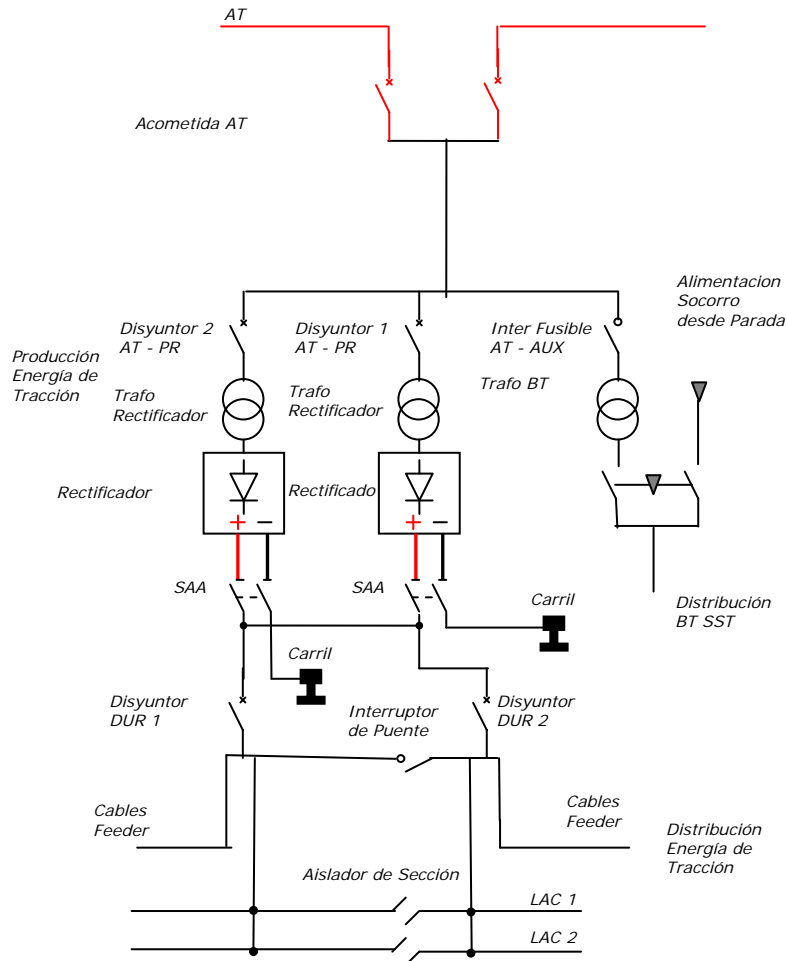 AT
Acometida AT
Alimentacion
Socorro
desde Parada
Disyuntor 2
AT - PR
Disyuntor 1
AT - PR
Inter Fusible
AT - AUX
Producción
Energía de
Tracción
Trafo
Rectificador
Trafo
Rectificador
Trafo BT
Rectificador
Rectificado
+ –
+ –
SAA
SAA
Carril
Distribución
BT SST
Carril
Disyuntor
DUR 1
Interruptor
de Puente
Disyuntor
DUR 2
Cables
Feeder
Cables
Feeder
Distribución
Energía de
Tracción
Aislador de Sección
LAC 1
LAC 2